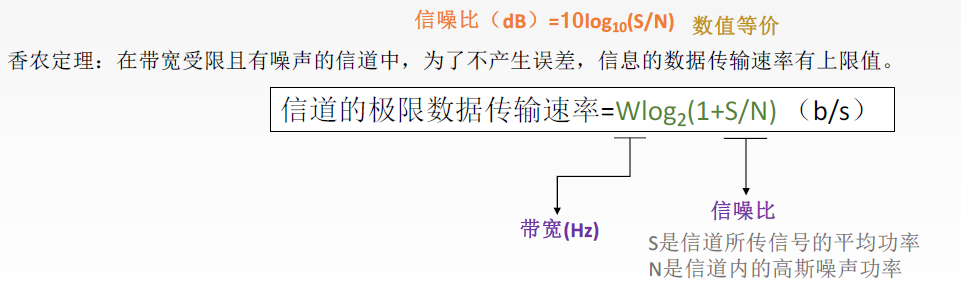 信噪比（dB）=10log₁₀(S/N) 数值等价
香农定理：在带宽受限且有噪声的信道中，为了不产生误差，信息的数据传输速率有上限值。
信道的极限数据传输速率=Wlog₂(1+S/N) （b/s）
信噪比
带宽(Hz)
S是信道所传信号的平均功率
N是信道内的高斯噪声功率